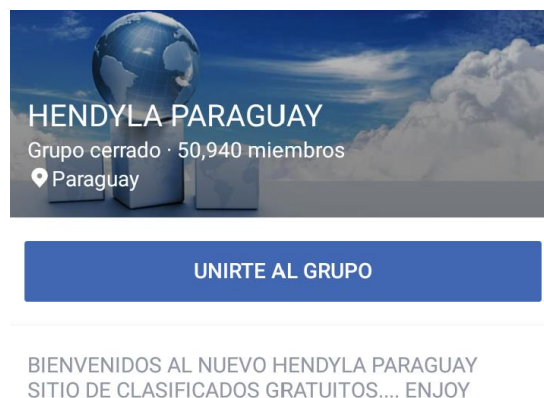 HENDYLA PARAGUAY
Grupo cerrado · 50,940 miembros
Paraguay
UNIRTE AL GRUPO
BIENVENIDOS AL NUEVO HENDYLA PARAGUAY
SITIO DE CLASIFICADOS GRATUITOS.... ENJOY